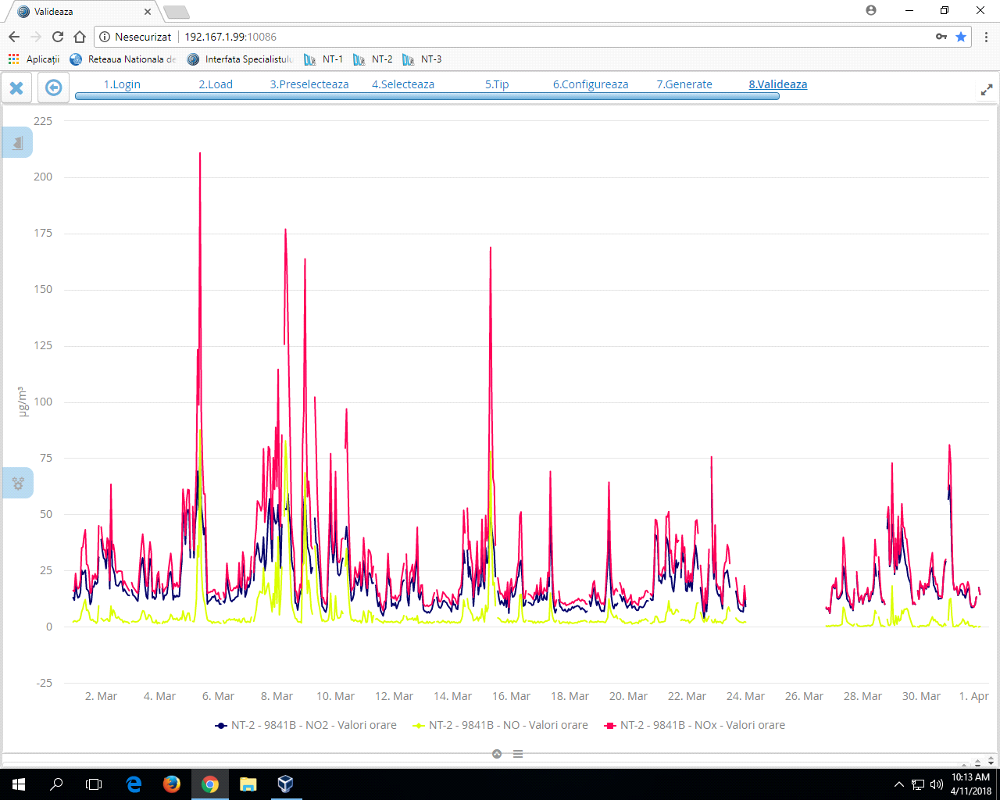 Valideaza
Nesecurizat
192.167.1.99:10086
Aplicații
Reteaua Nationala de
Interfata Specialistulu
NT-1
NT-2
NT-3
1.Login
2.Load
3.Preselecteaza
4.Selecteaza
5.Tip
6.Configureaza
7.Generate
8.Valideaza
225
200
175
150
125
100
75
50
25
0
-25
µg/m³
2. Mar
4. Mar
6. Mar
8. Mar
10. Mar
12. Mar
14. Mar
16. Mar
18. Mar
20. Mar
22. Mar
24. Mar
26. Mar
28. Mar
30. Mar
1. Apr
NT-2 - 9841B - NO2 - Valori orare
NT-2 - 9841B - NO - Valori orare
NT-2 - 9841B - NOx - Valori orare
10:13 AM
4/11/2018